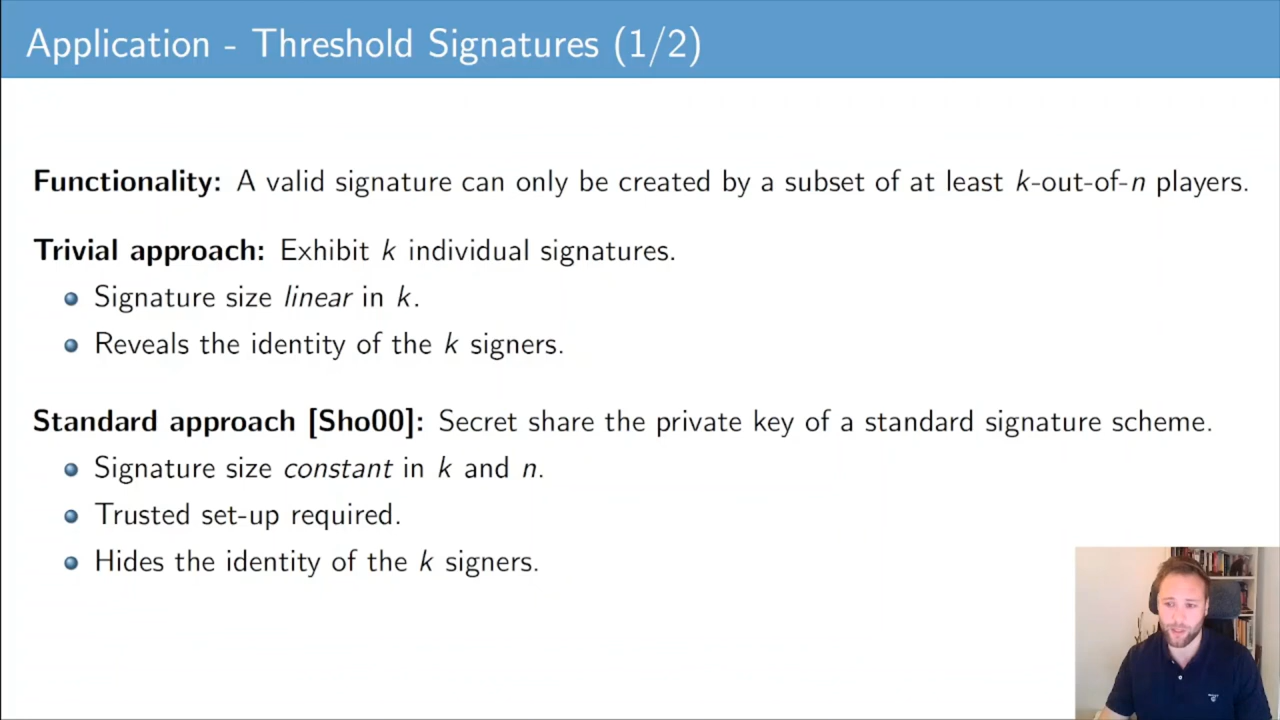 Application - Threshold Signatures (1/2)
Functionality: A valid signature can only be created by a subset of at least k-out-of-n players.
Trivial approach: Exhibit k individual signatures.
Signature size linear in k.
Reveals the identity of the k signers.
Standard approach [Sho00]: Secret share the private key of a standard signature scheme.
Signature size constant in k and n.
Trusted set-up required.
Hides the identity of the k signers.